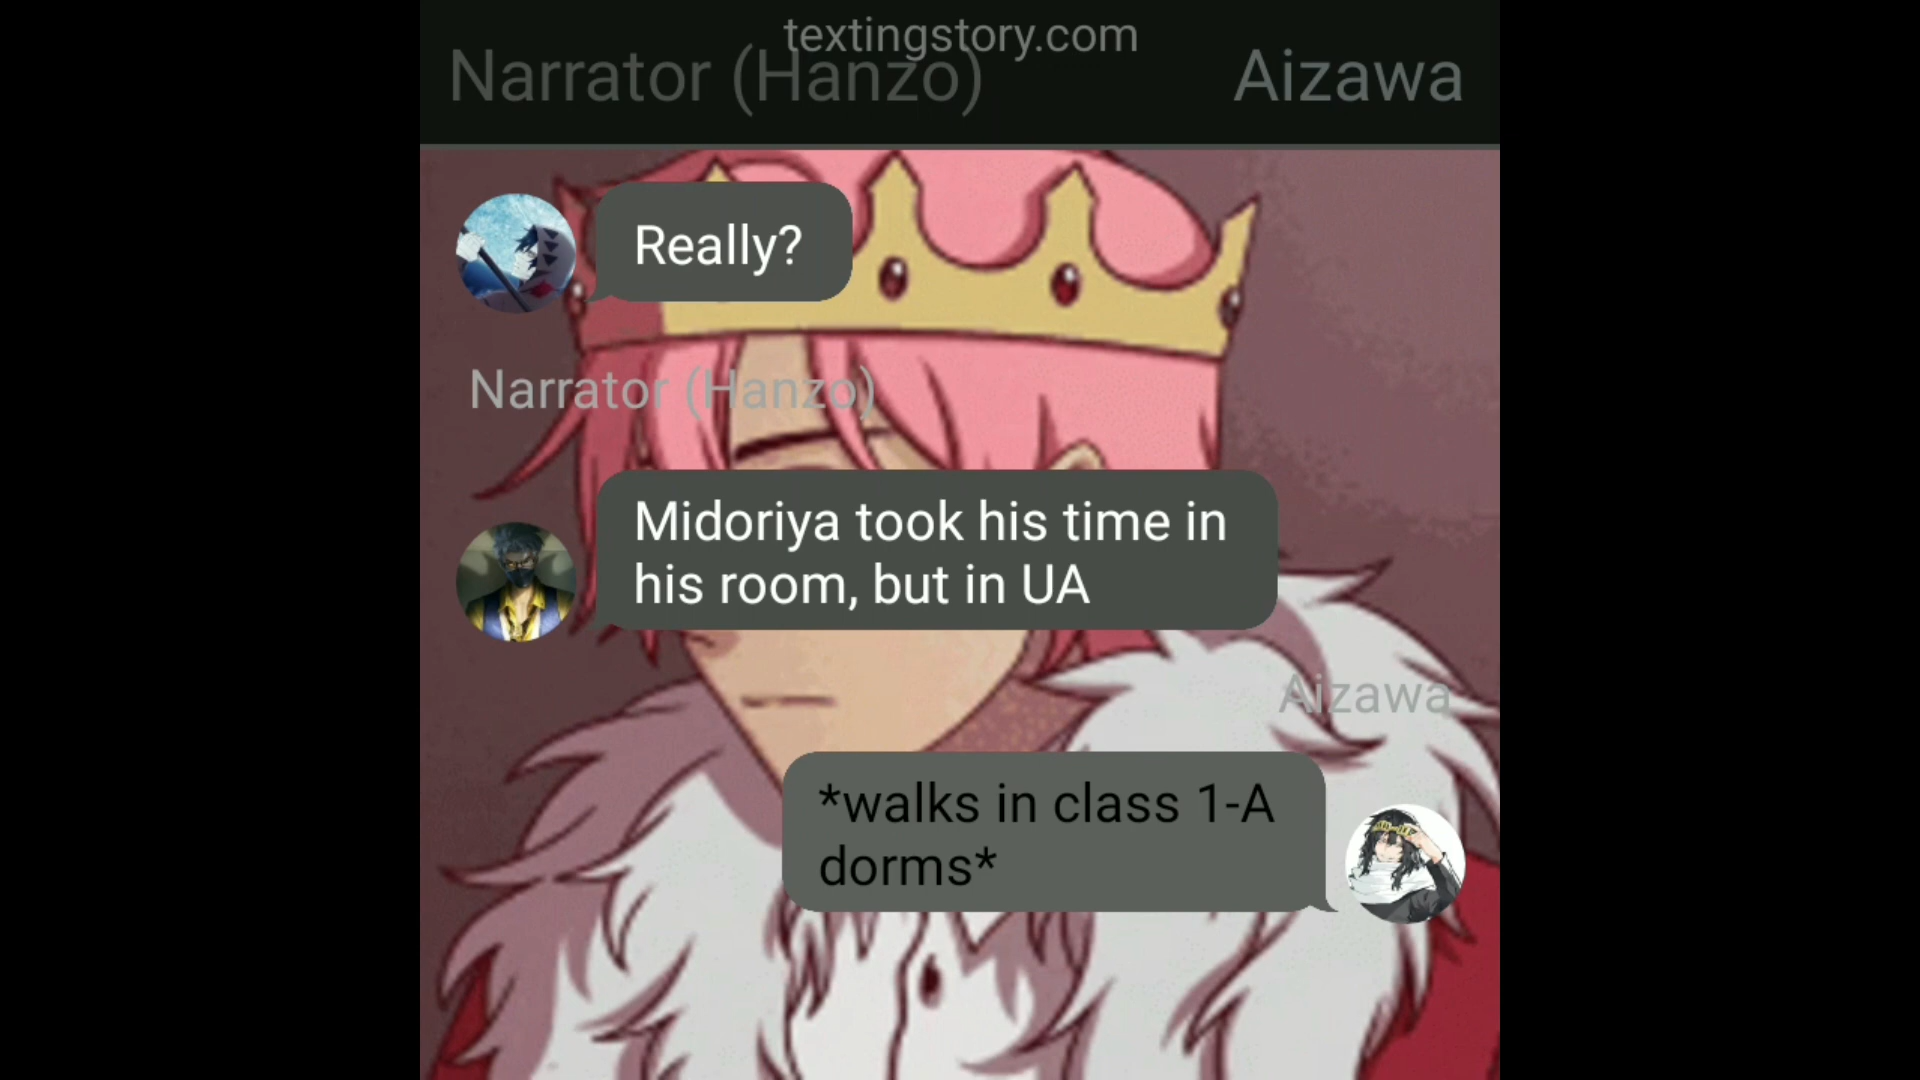 textingstory.com
Narrator (Hanzo)
Aizawa
Really?
Narrator (Hanzo)
Midoriya took his time in
his room, but in UA
Aizawa
*walks in class 1-A
dorms*